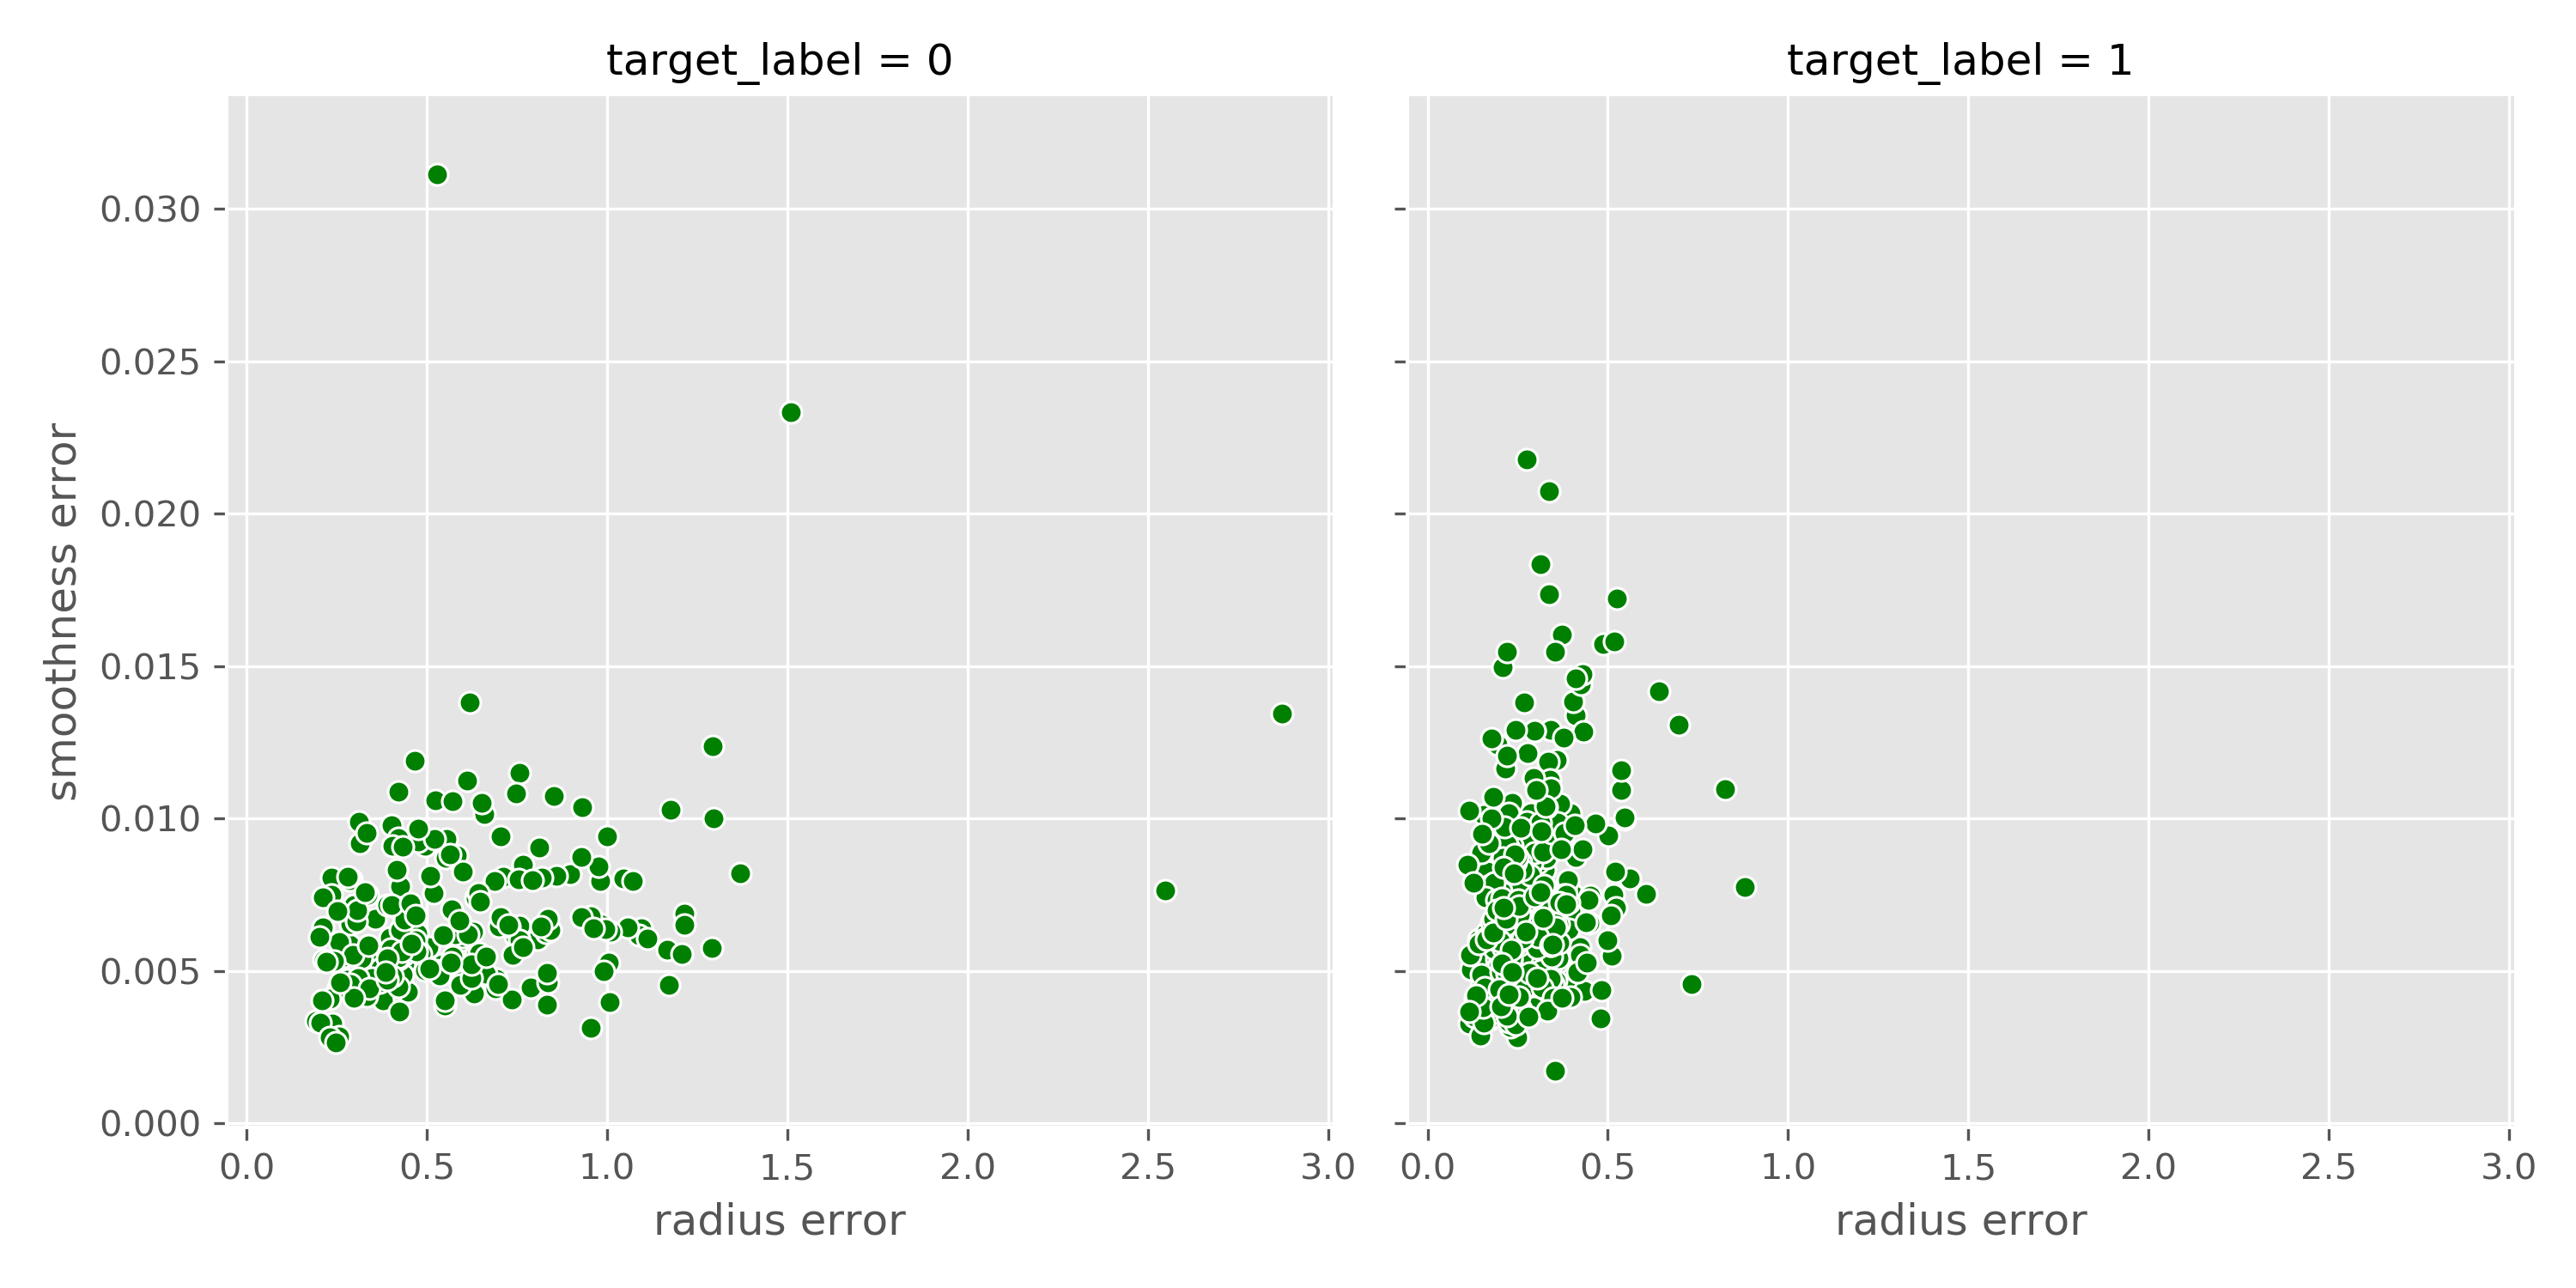 target_label = 0
target_label = 1
smoothness error
0.030
0.025
0.020
0.015
0.010
0.005
0.000
0.0 0.5 1.0 1.5 2.0 2.5 3.0
0.0 0.5 1.0 1.5 2.0 2.5 3.0
radius error
radius error